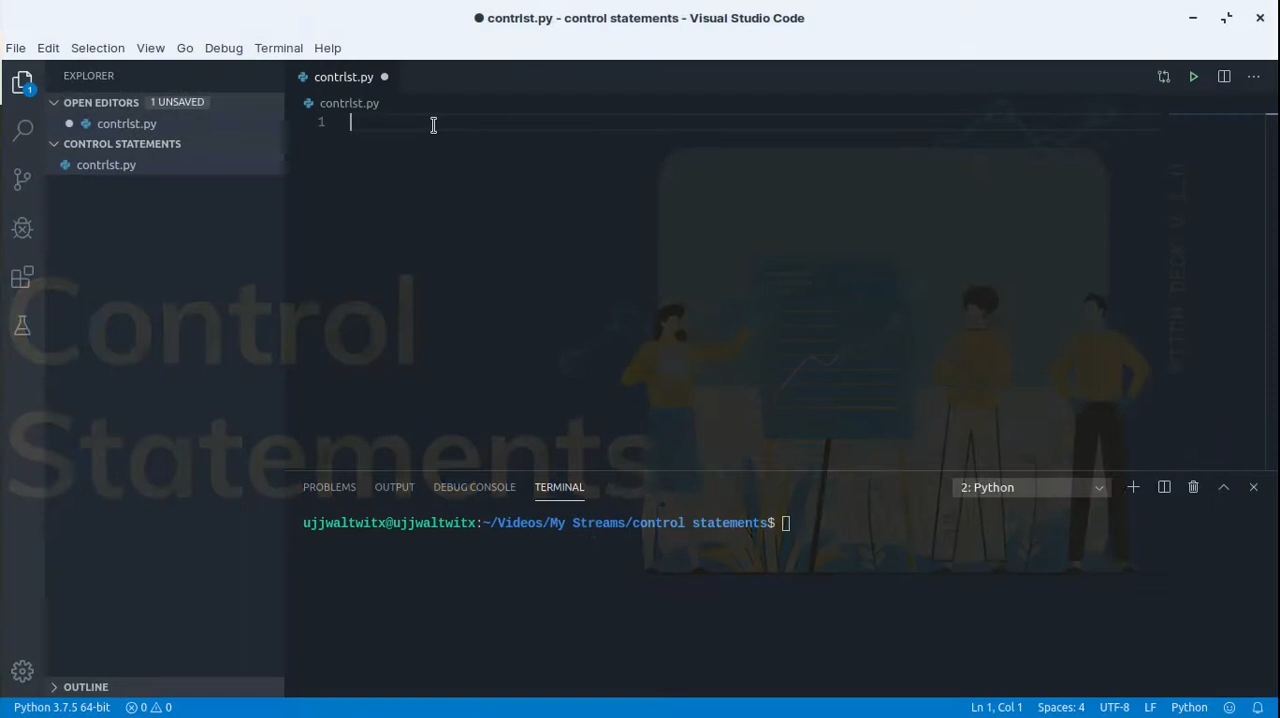 contrlst.py - control statements - Visual Studio Code
File Edit Selection View Go Debug Terminal Help
EXPLORER
contrlst.py
OPEN EDITORS 1 UNSAVED
contrlst.py
contrlst.py
1
CONTROL STATEMENTS
contrlst.py
1
Control
Statements
PROBLEMS OUTPUT DEBUG CONSOLE TERMINAL
2: Python
ujjwaltwitx@ujjwaltwitx:~/Videos/My Streams/control statements$
OUTLINE
Python 3.7.5 64-bit 0 0
Ln 1, Col 1 Spaces: 4 UTF-8 LF Python